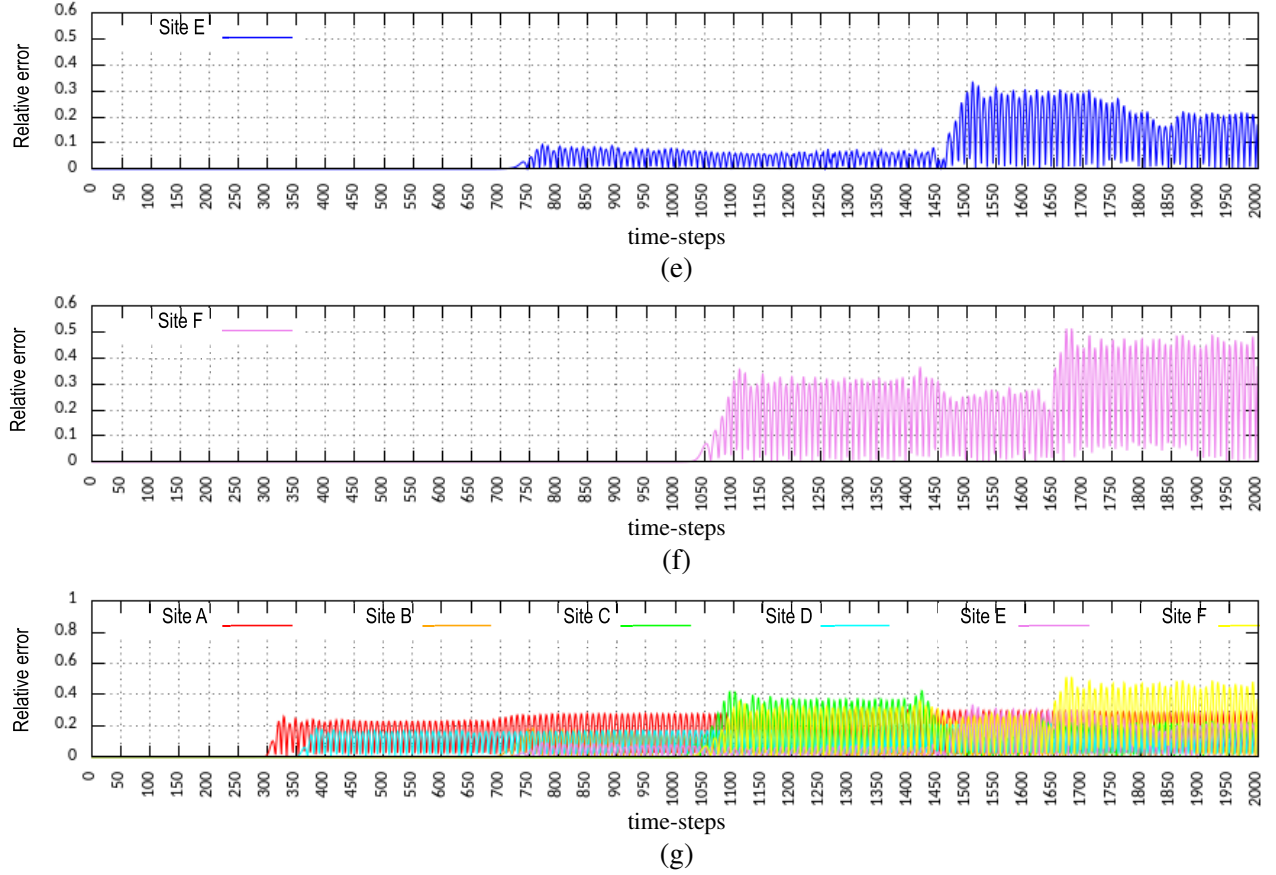 0.6
Site E
0.5
0.4
0.3
0.2
0.1
0
Relative error
0 50 100 150 200 250 300 350 400 450 500 550 600 650 700 750 800 850 900 950 1000 1050 1100 1150 1200 1250 1300 1350 1400 1450 1500 1550 1600 1650 1700 1750 1800 1850 1900 1950 2000
time-steps
(e)
0.6
Site F
0.5
0.4
0.3
0.2
0.1
0
Relative error
0 50 100 150 200 250 300 350 400 450 500 550 600 650 700 750 800 850 900 950 1000 1050 1100 1150 1200 1250 1300 1350 1400 1450 1500 1550 1600 1650 1700 1750 1800 1850 1900 1950 2000
time-steps
(f)
1
Site A Site B Site C Site D Site E Site F
0.8
0.6
0.4
0.2
0
Relative error
0 50 100 150 200 250 300 350 400 450 500 550 600 650 700 750 800 850 900 950 1000 1050 1100 1150 1200 1250 1300 1350 1400 1450 1500 1550 1600 1650 1700 1750 1800 1850 1900 1950 2000
time-steps
(g)